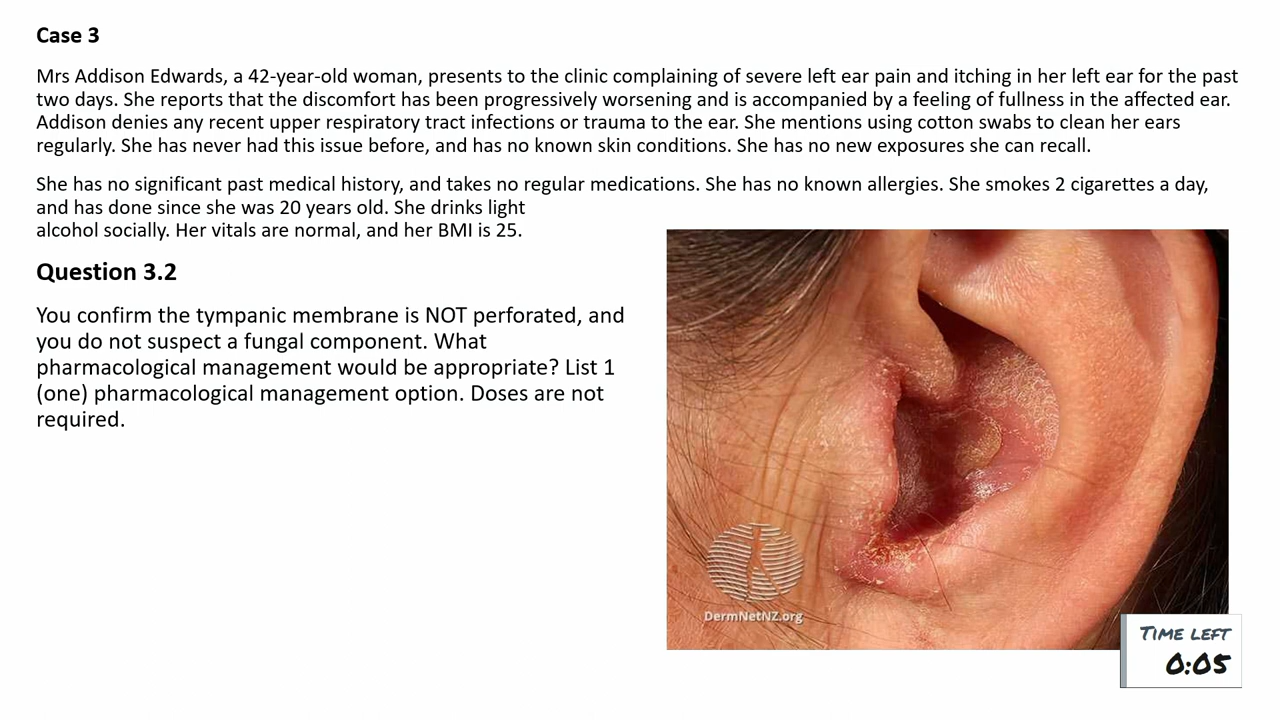 Case 3
Mrs Addison Edwards, a 42-year-old woman, presents to the clinic complaining of severe left ear pain and itching in her left ear for the past
two days. She reports that the discomfort has been progressively worsening and is accompanied by a feeling of fullness in the affected ear.
Addison denies any recent upper respiratory tract infections or trauma to the ear. She mentions using cotton swabs to clean her ears
regularly. She has never had this issue before, and has no known skin conditions. She has no new exposures she can recall.
She has no significant past medical history, and takes no regular medications. She has no known allergies. She smokes 2 cigarettes a day,
and has done since she was 20 years old. She drinks light
alcohol socially. Her vitals are normal, and her BMI is 25.
Question 3.2
You confirm the tympanic membrane is NOT perforated, and
you do not suspect a fungal component. What
pharmacological management would be appropriate? List 1
(one) pharmacological management option. Doses are not
required.
DermNetNZ.org
TIME LEFT
0:05